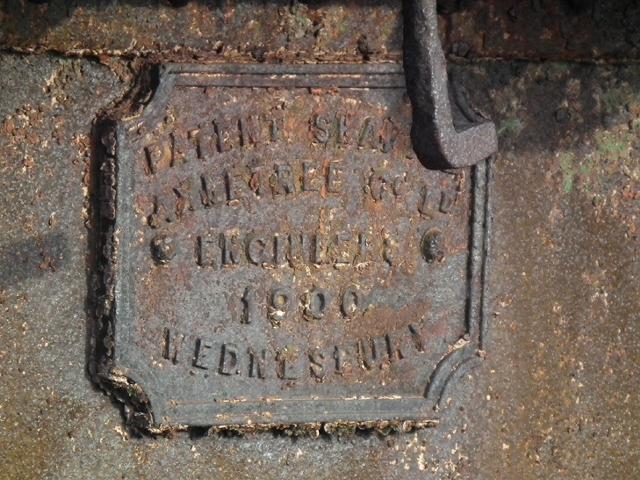 PATENT SHAFT
AXLETREE Co LD
ENGINEERS
1900
WEDNESBURY